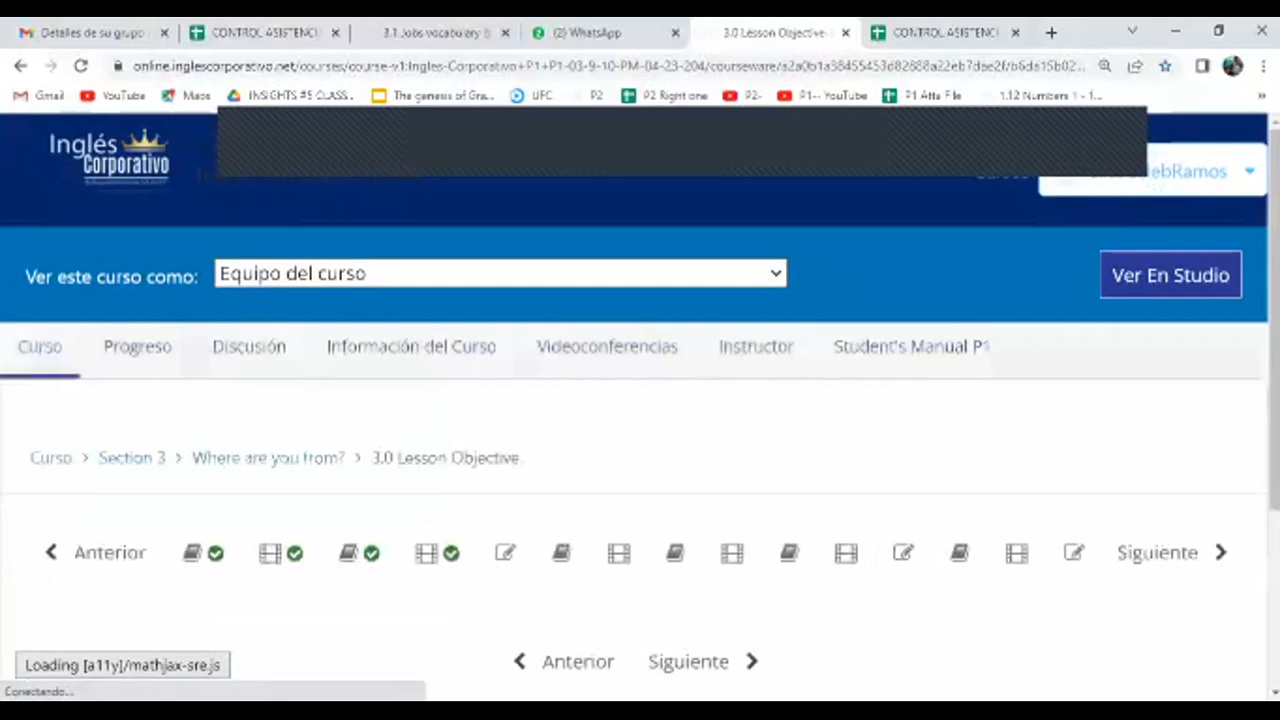 Detalles de su grupo
CONTROL ASISTENCI
3.1 Jobs vocabulary
(2) WhatsApp
3.0 Lesson Objective
CONTROL ASISTENCI
Gmail
YouTube
Maps
INSIGHTS #5 CLASS...
The genesis of Gra...
UFC
P2
P2 Right one
P2-
P1-- YouTube
P1 Atta File
1.12 Numbers 1 - 1...
Inglés
Corporativo
ebRamos
Ver este curso como:
Equipo del curso
Ver En Studio
Curso
Progreso
Discusión
Información del Curso
Videoconferencias
Instructor
Student's Manual P1
Curso > Section 3 > Where are you from? > 3.0 Lesson Objective
Anterior
Siguiente
Anterior
Siguiente
Loading [a11y]/mathjax-sre.js
Conectando...